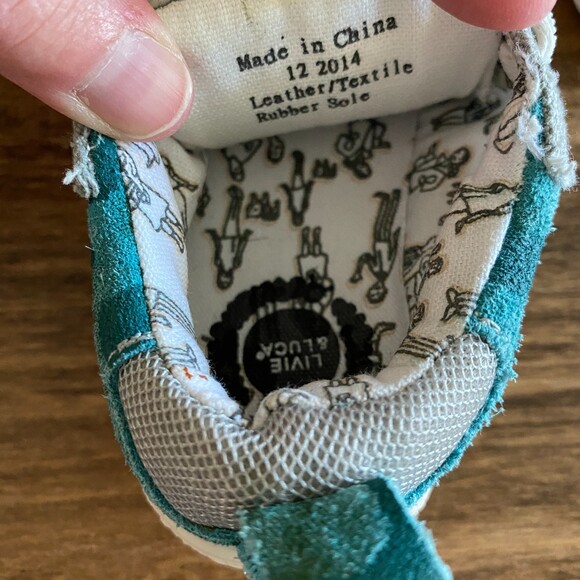 Made in China
12 2014
Leather/Textile
Rubber Sole
LIVIE
& LUCA®